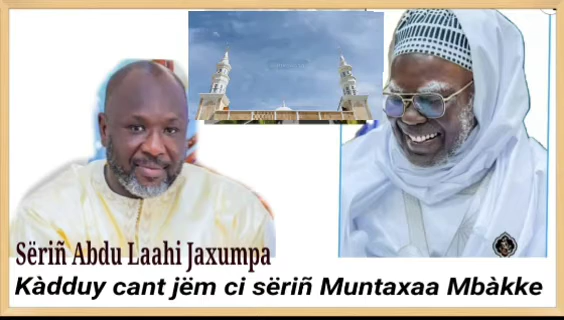 Sëriñ Abdu Laahi Jaxumpa
Kàdduy cant jëm ci sëriñ Muntaxaa Mbàkke